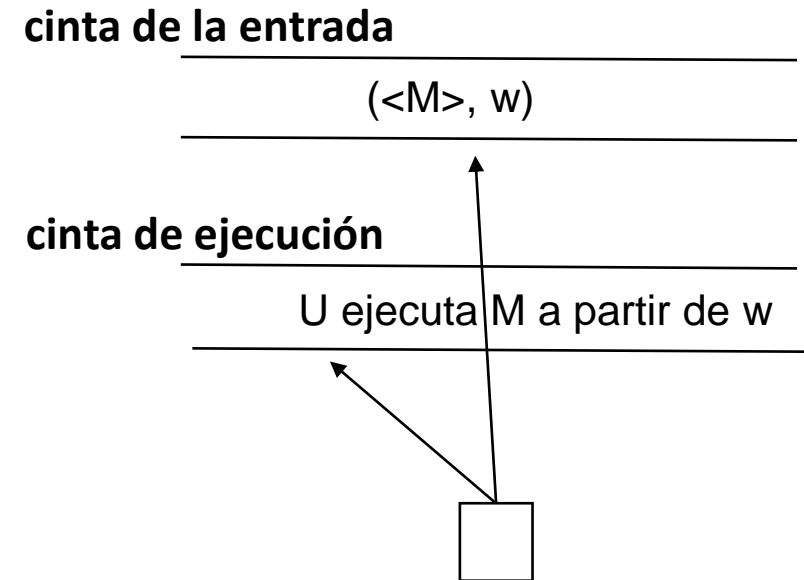 cinta de la entrada
(<M>, w)
cinta de ejecución
U ejecuta M a partir de w